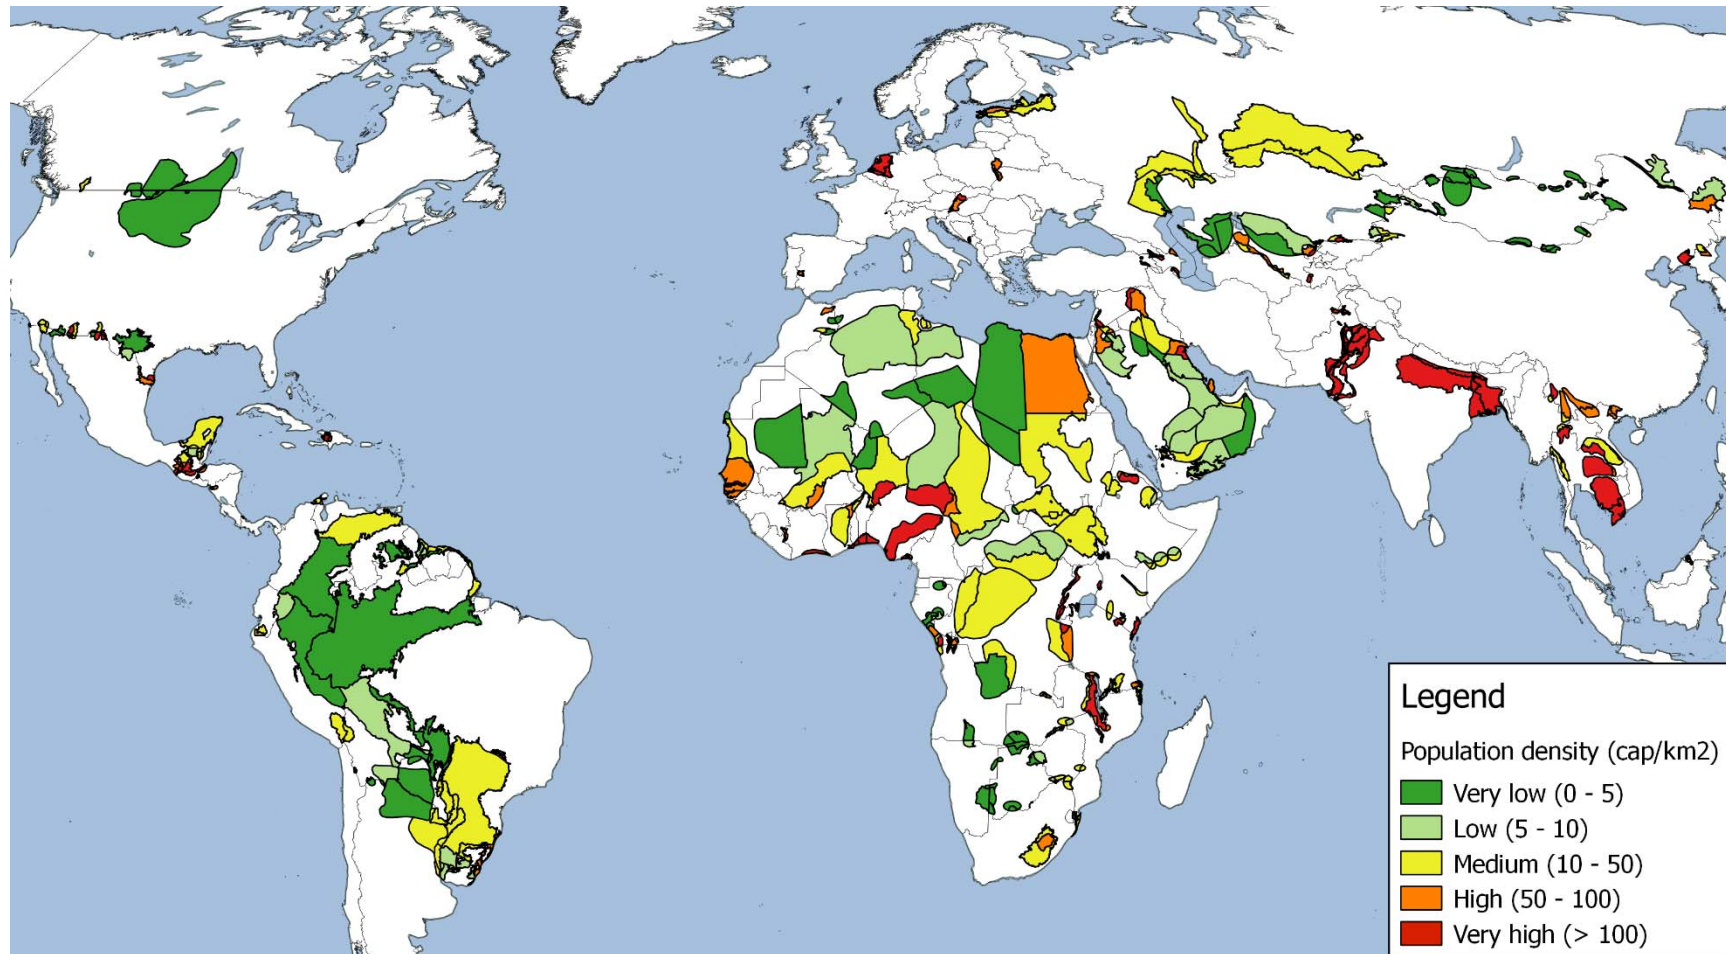 Legend
Population density (cap/km2)
Very low (0 - 5)
Low (5 - 10)
Medium (10 - 50)
High (50 - 100)
Very high (> 100)